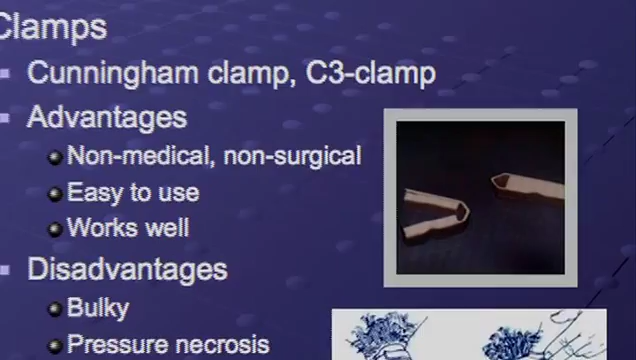 Clamps
Cunningham clamp, C3-clamp
Advantages
Non-medical, non-surgical
Easy to use
Works well
Disadvantages
Bulky
Pressure necrosis